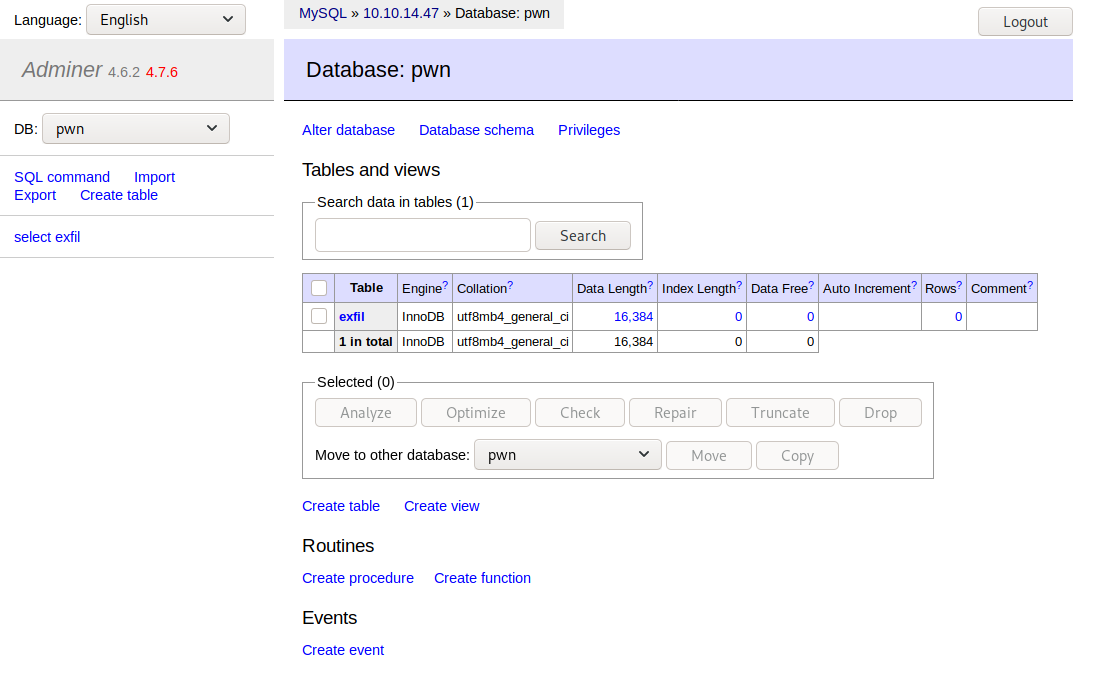 Language: English
MySQL » 10.10.14.47 » Database: pwn
Logout
Adminer 4.6.2 4.7.6
Database: pwn
DB: pwn
Alter database Database schema Privileges
SQL command Import
Export Create table
select exfil
Tables and views
Search data in tables (1)
Search
Table Engine? Collation? Data Length? Index Length? Data Free? Auto Increment? Rows? Comment?
exfil InnoDB utf8mb4_general_ci 16,384 0 0 0
1 in total InnoDB utf8mb4_general_ci 16,384 0 0
Selected (0)
Analyze Optimize Check Repair Truncate Drop
Move to other database: pwn Move Copy
Create table Create view
Routines
Create procedure Create function
Events
Create event